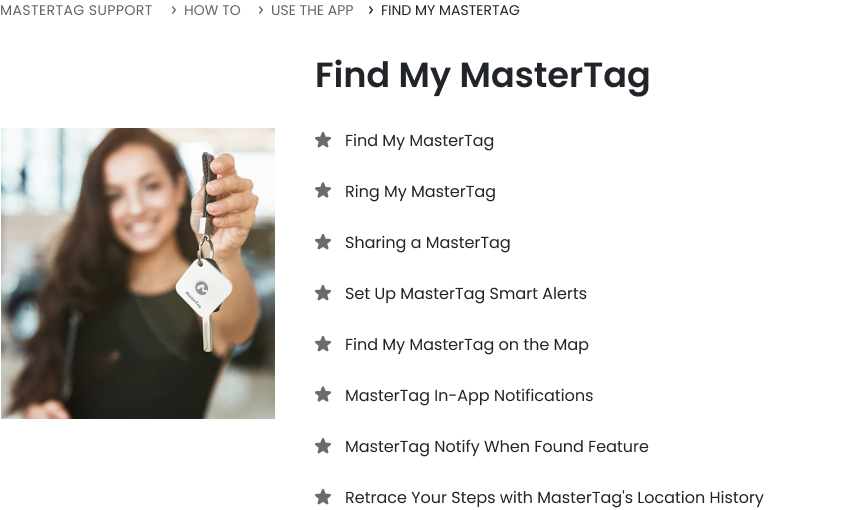 MASTERTAG SUPPORT › HOW TO › USE THE APP › FIND MY MASTERTAG
Find My MasterTag
Find My MasterTag
Ring My MasterTag
Sharing a MasterTag
Set Up MasterTag Smart Alerts
Find My MasterTag on the Map
MasterTag In-App Notifications
MasterTag Notify When Found Feature
Retrace Your Steps with MasterTag's Location History
MasterTag